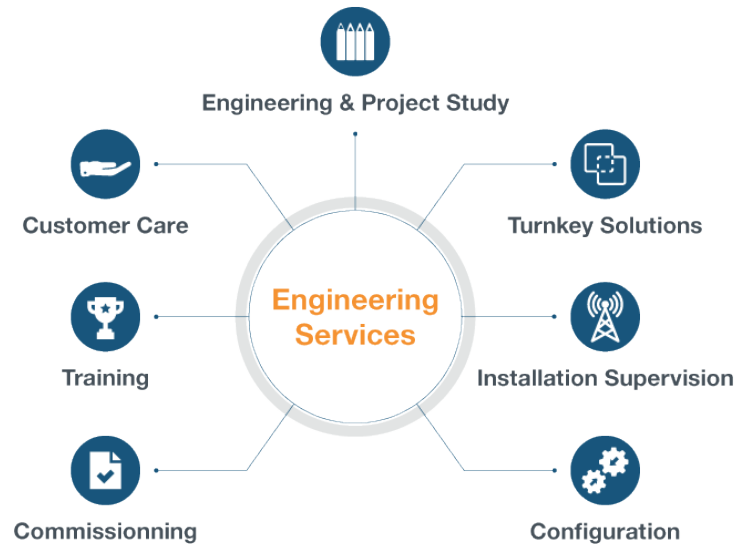 Engineering & Project Study
Customer Care
Turnkey Solutions
Engineering
Services
Training
Installation Supervision
Commissionning
Configuration